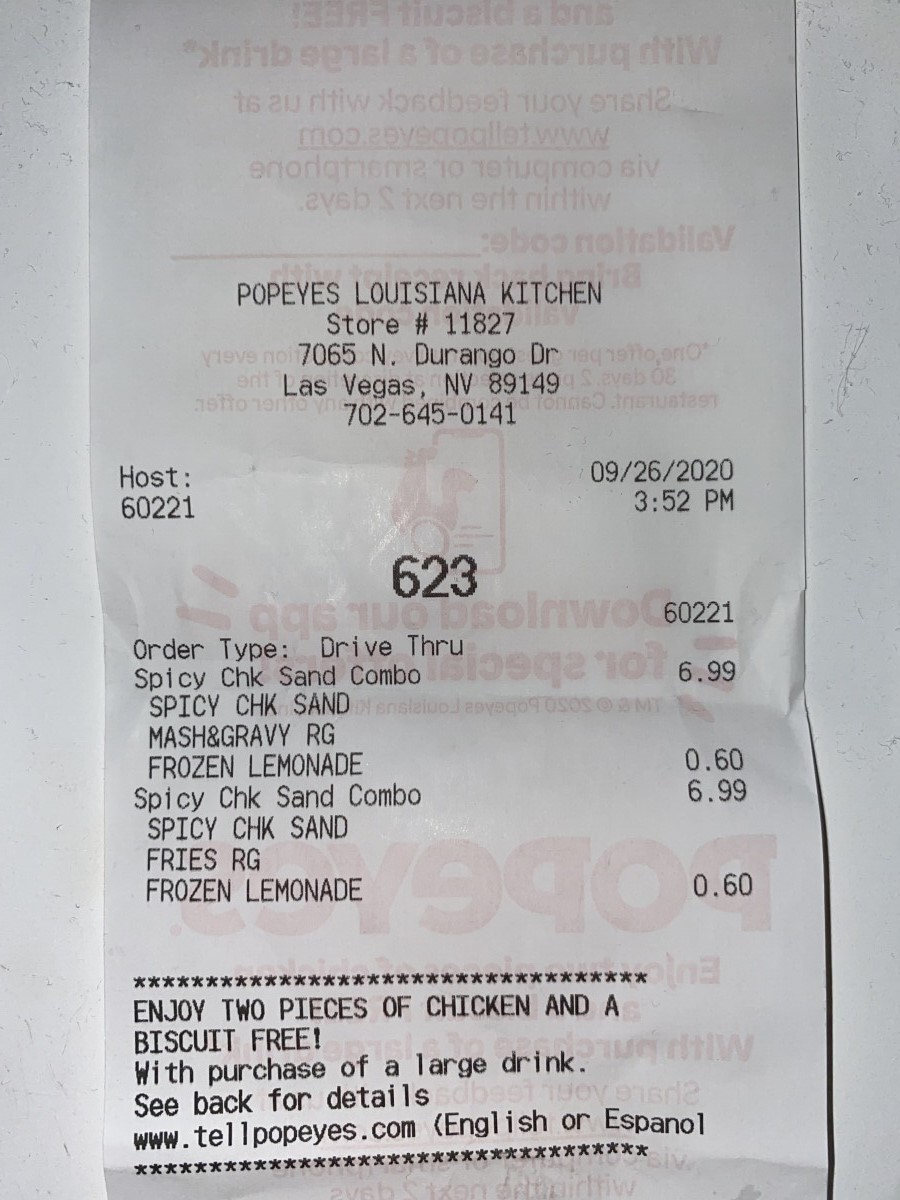 POPEYES LOUISIANA KITCHEN
Store # 11827
7065 N. Durango Dr
Las Vegas, NV 89149
702-645-0141
Host: 09/26/2020
60221 3:52 PM
623
60221
Order Type: Drive Thru
Spicy Chk Sand Combo 6.99
SPICY CHK SAND
MASH&GRAVY RG
FROZEN LEMONADE 0.60
Spicy Chk Sand Combo 6.99
SPICY CHK SAND
FRIES RG
FROZEN LEMONADE 0.60
************************************
ENJOY TWO PIECES OF CHICKEN AND A
BISCUIT FREE!
With purchase of a large drink.
See back for details
www.tellpopeyes.com (English or Espanol
************************************